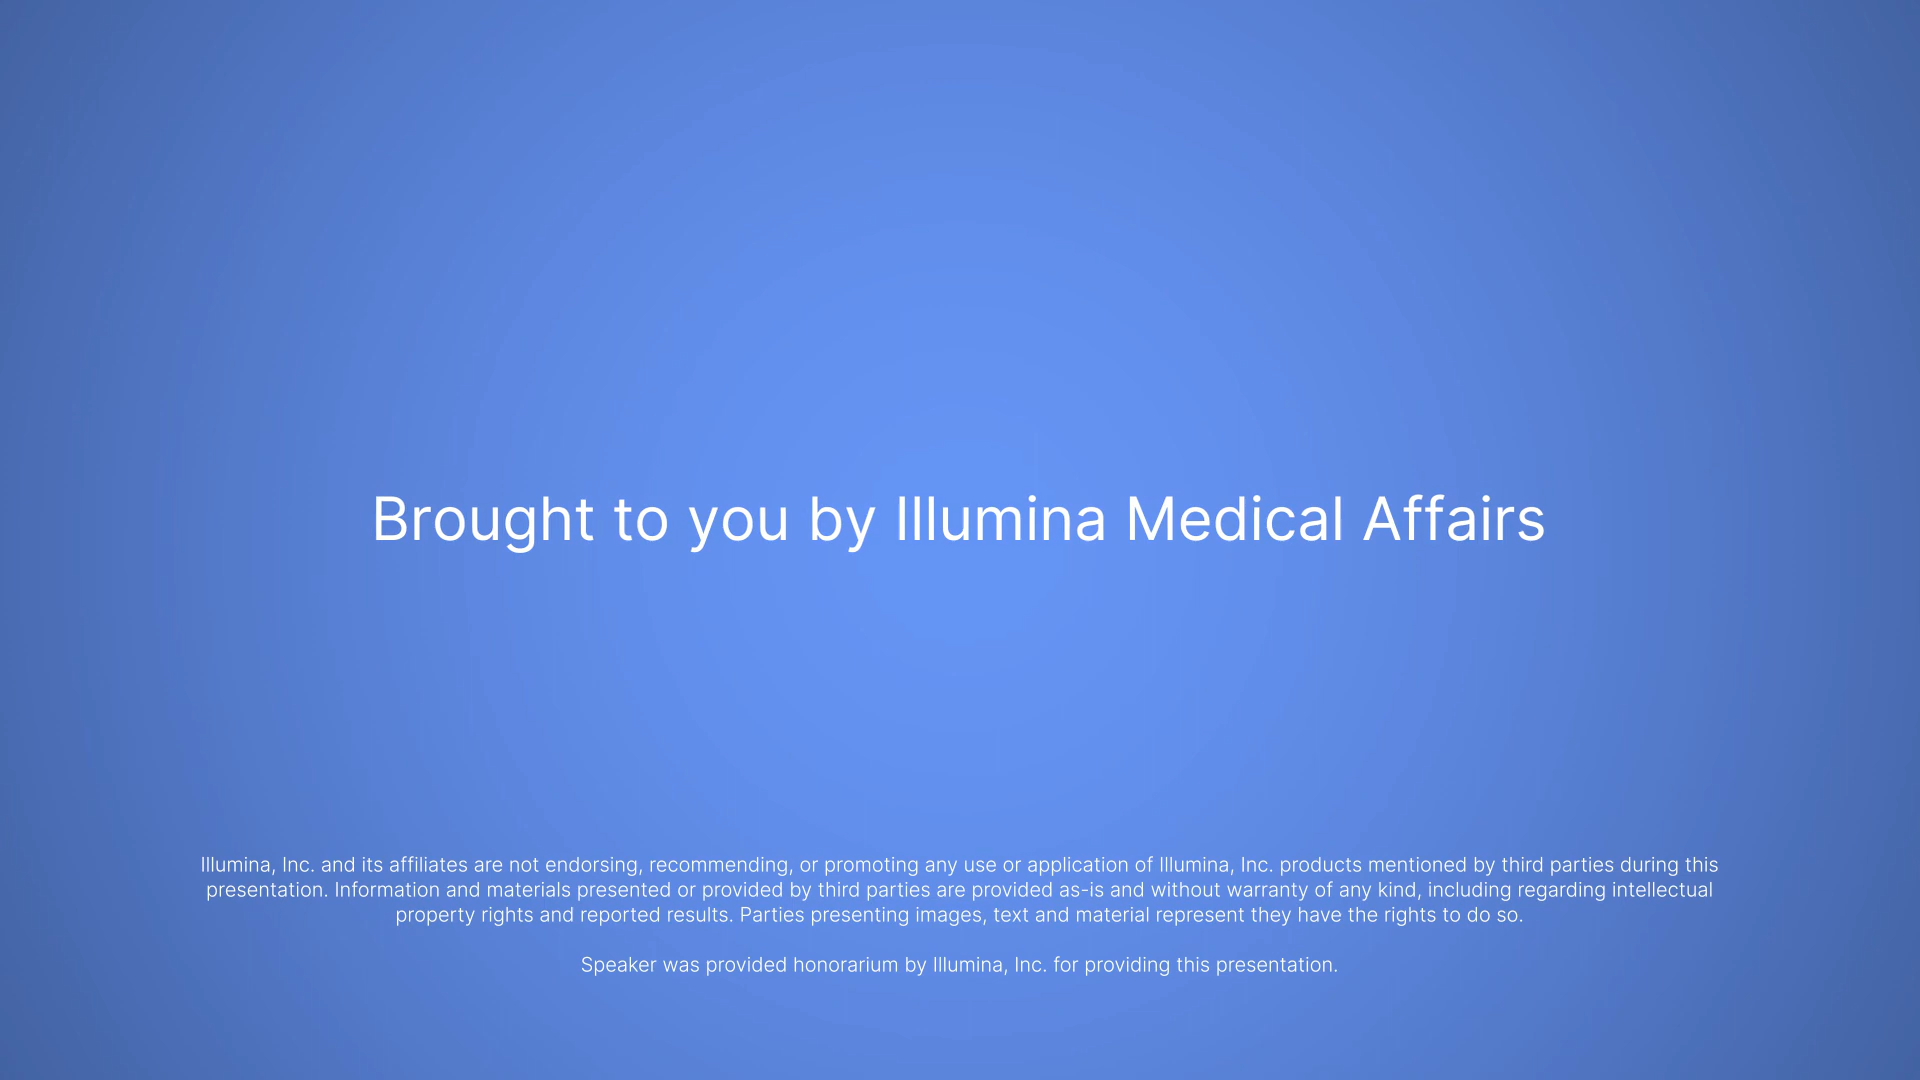 Brought to you by Illumina Medical Affairs
Illumina, Inc. and its affiliates are not endorsing, recommending, or promoting any use or application of Illumina, Inc. products mentioned by third parties during this
presentation. Information and materials presented or provided by third parties are provided as-is and without warranty of any kind, including regarding intellectual
property rights and reported results. Parties presenting images, text and material represent they have the rights to do so.
Speaker was provided honorarium by Illumina, Inc. for providing this presentation.